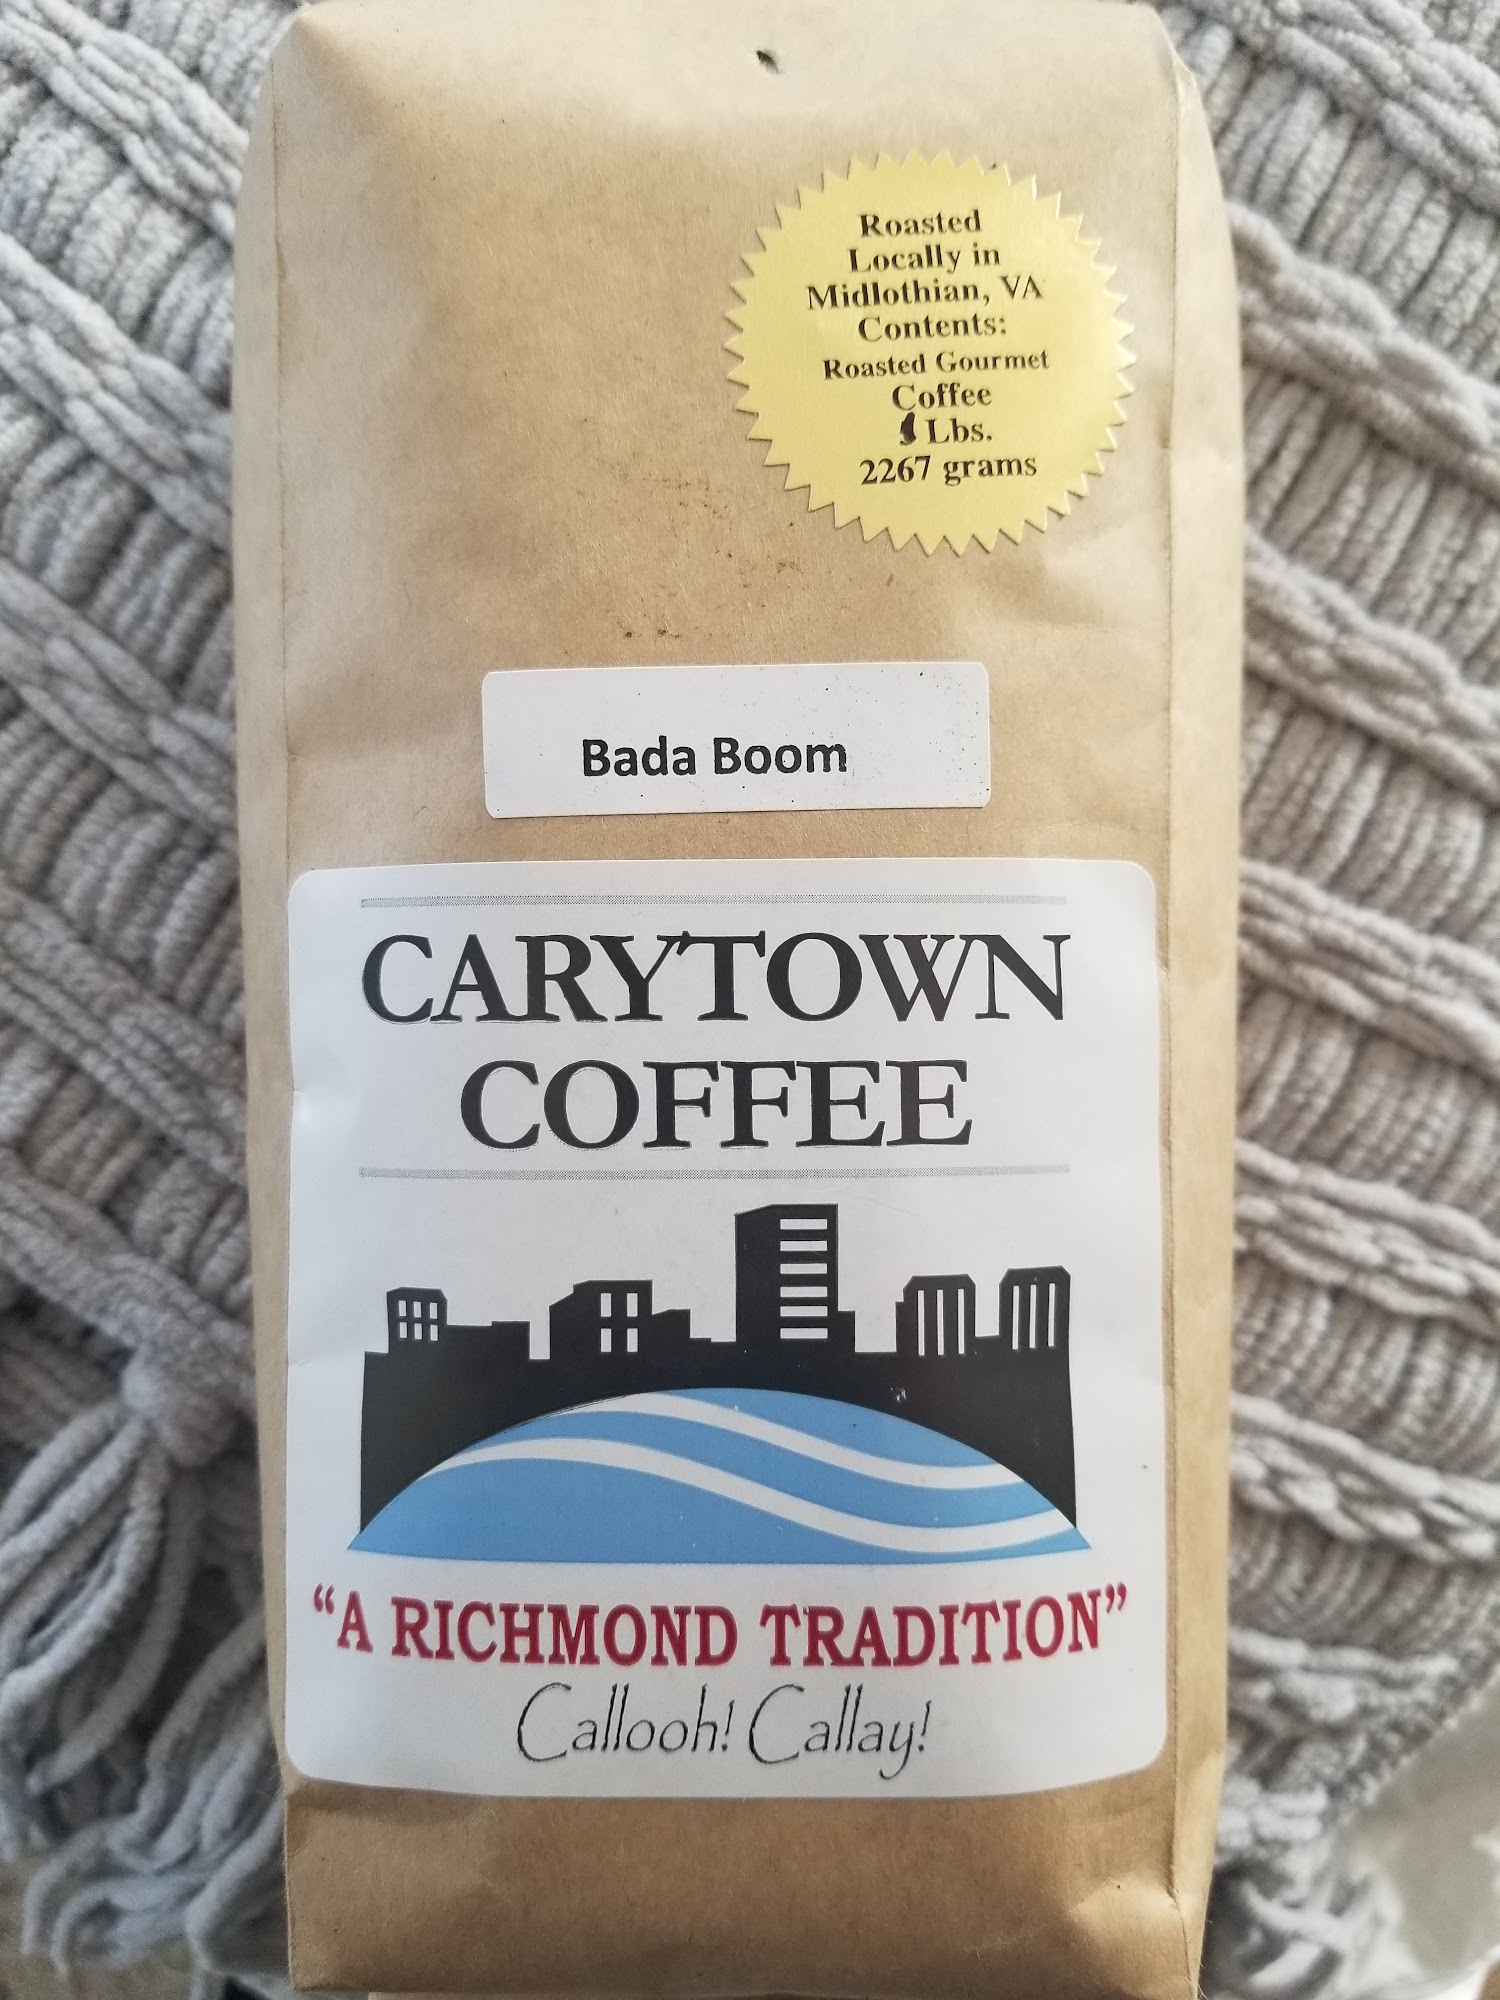 Roasted
Locally in
Midlothian, VA
Contents:
Roasted Gourmet
Coffee
Lbs.
2267 grams
Bada Boom
CARYTOWN
COFFEE
“A RICHMOND TRADITION”
Callooh! Callay!